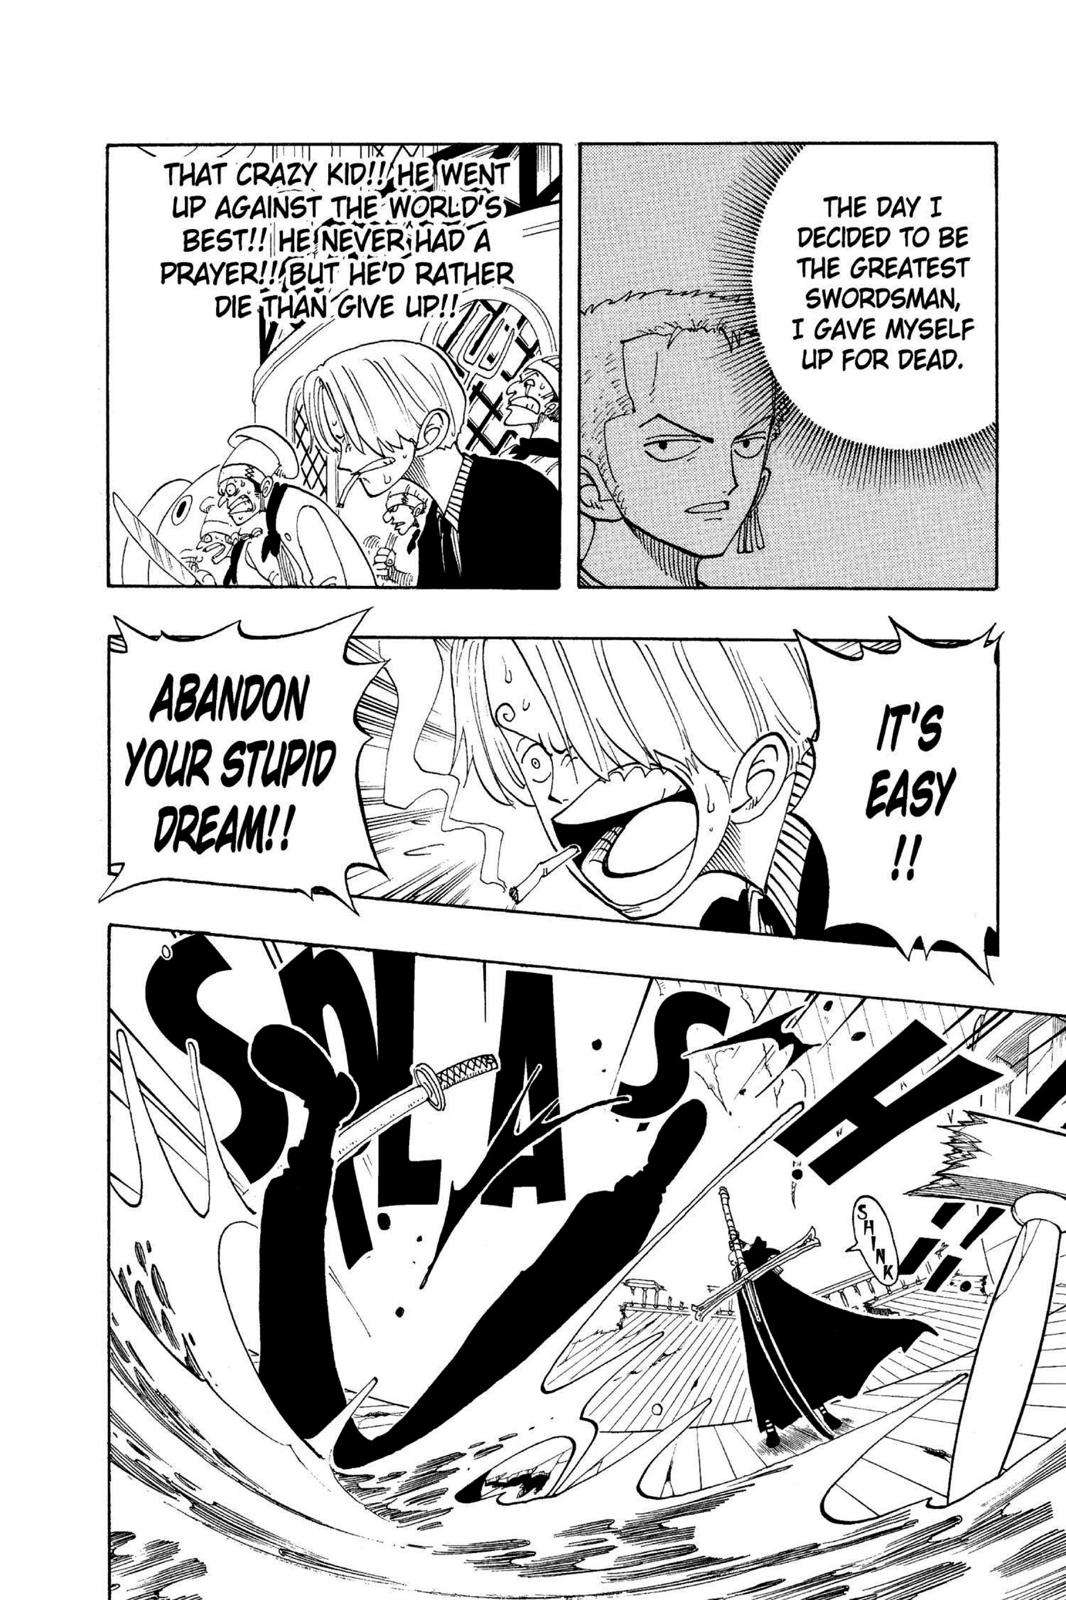 THE DAY I
DECIDED TO BE
THE GREATEST
SWORDSMAN,
I GAVE MYSELF
UP FOR DEAD.
THAT CRAZY KID!! HE WENT
UP AGAINST THE WORLD'S
BEST!! HE NEVER HAD A
PRAYER!! BUT HE'D RATHER
DIE THAN GIVE UP!!
IT'S
EASY
!!
ABANDON
YOUR STUPID
DREAM!!
SPLASH!!
SHINK
!!